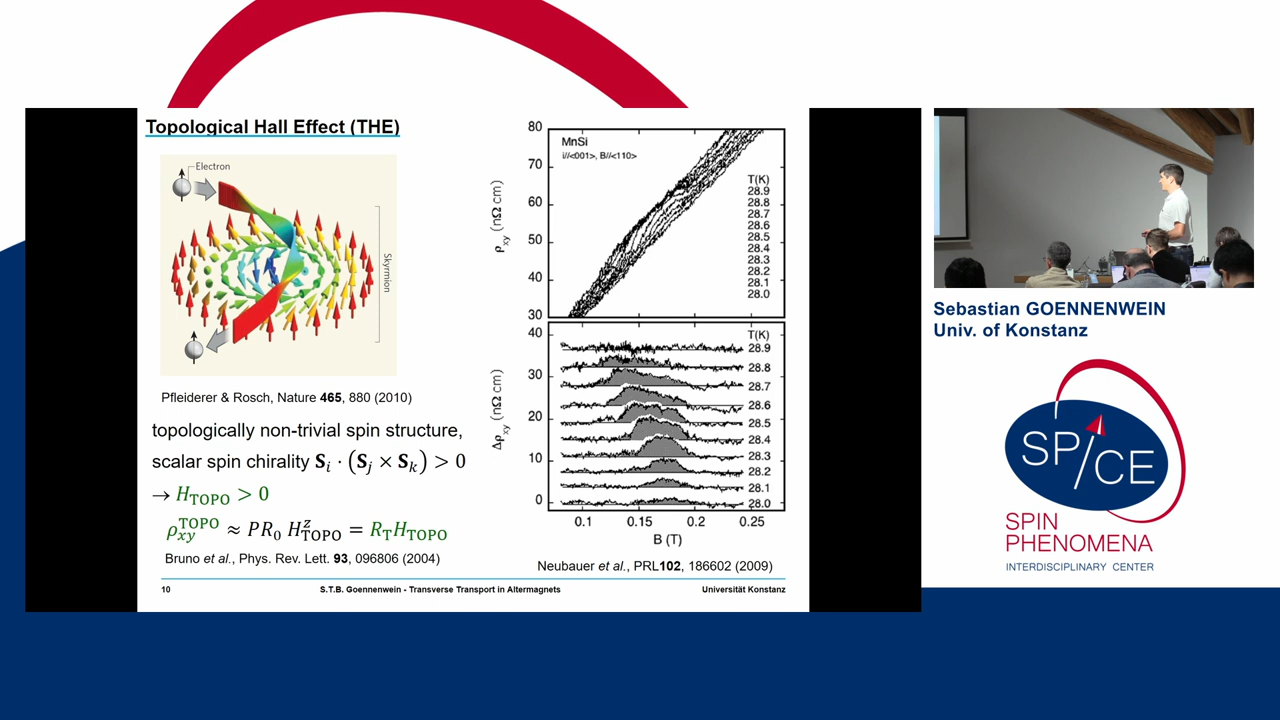 Topological Hall Effect (THE)
Electron
Skyrmion
Pfleiderer & Rosch, Nature 465, 880 (2010)
topologically non-trivial spin structure,
scalar spin chirality S_i · (S_j × S_k) > 0
→ H_TOPO > 0
ρ_xy^TOPO ≈ PR_0 H_TOPO^z = R_T H_TOPO
Bruno et al., Phys. Rev. Lett. 93, 096806 (2004)
MnSi
i//<001>, B//<110>
ρxy (nΩ cm)
80
70
60
50
40
30
T(K)
28.9
28.8
28.7
28.6
28.5
28.4
28.3
28.2
28.1
28.0
Δρxy (nΩ cm)
40
30
20
10
0
T(K)
28.9
28.8
28.7
28.6
28.5
28.4
28.3
28.2
28.1
28.0
0.1 0.15 0.2 0.25
B (T)
Neubauer et al., PRL102, 186602 (2009)
10 S.T.B. Goennenwein - Transverse Transport in Altermagnets Universität Konstanz
Sebastian GOENNENWEIN
Univ. of Konstanz
SP/CE
SPIN
PHENOMENA
INTERDISCIPLINARY CENTER